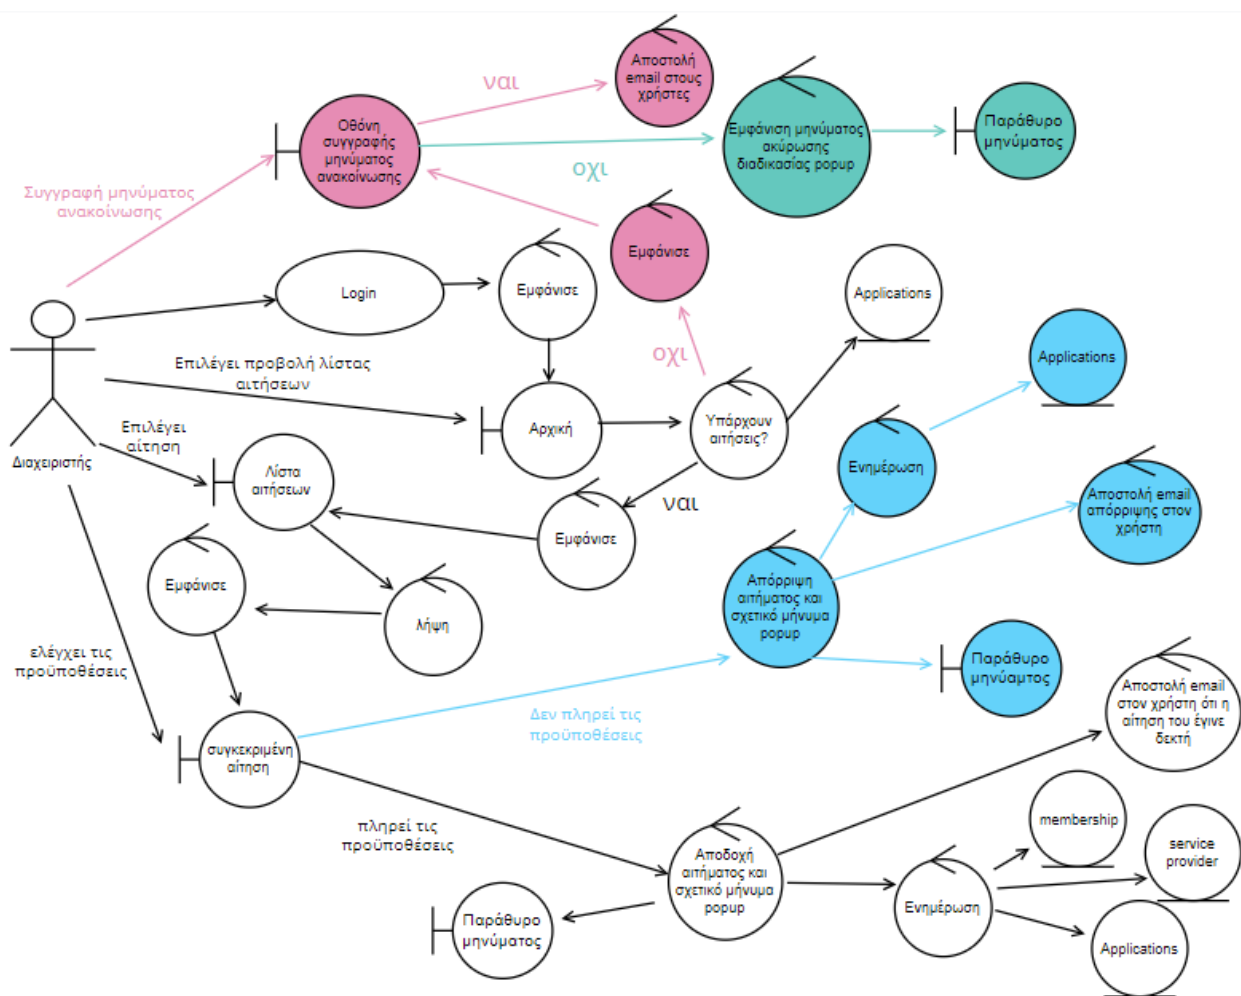 Αποστολή
email στους
χρήστες
ναι
Οθόνη
συγγραφής
μηνύματος
ανακοίνωσης
Εμφάνιση μηνύματος
ακύρωσης
διαδικασίας popup
Παράθυρο
μηνύματος
οχι
Συγγραφή μηνύματος
ανακοίνωσης
Εμφάνισε
Login
Εμφάνισε
Applications
οχι
Applications
Επιλέγει προβολή λίστας
αιτήσεων
Αρχική
Υπάρχουν
αιτήσεις?
Επιλέγει
αίτηση
Διαχειριστής
Λίστα
αιτήσεων
Ενημέρωση
ναι
Αποστολή email
απόρριψης στον
χρήστη
Εμφάνισε
Εμφάνισε
λήψη
Απόρριψη
αιτήματος και
σχετικό μήνυμα
popup
ελέγχει τις
προϋποθέσεις
Παράθυρο
μηνύαμτος
Αποστολή email
στον χρήστη ότι η
αίτηση του έγινε
δεκτή
Δεν πληρεί τις
προϋποθέσεις
συγκεκριμένη
αίτηση
πληρεί τις
προϋποθέσεις
membership
service
provider
Αποδοχή
αιτήματος και
σχετικό μήνυμα
popup
Ενημέρωση
Παράθυρο
μηνύματος
Applications